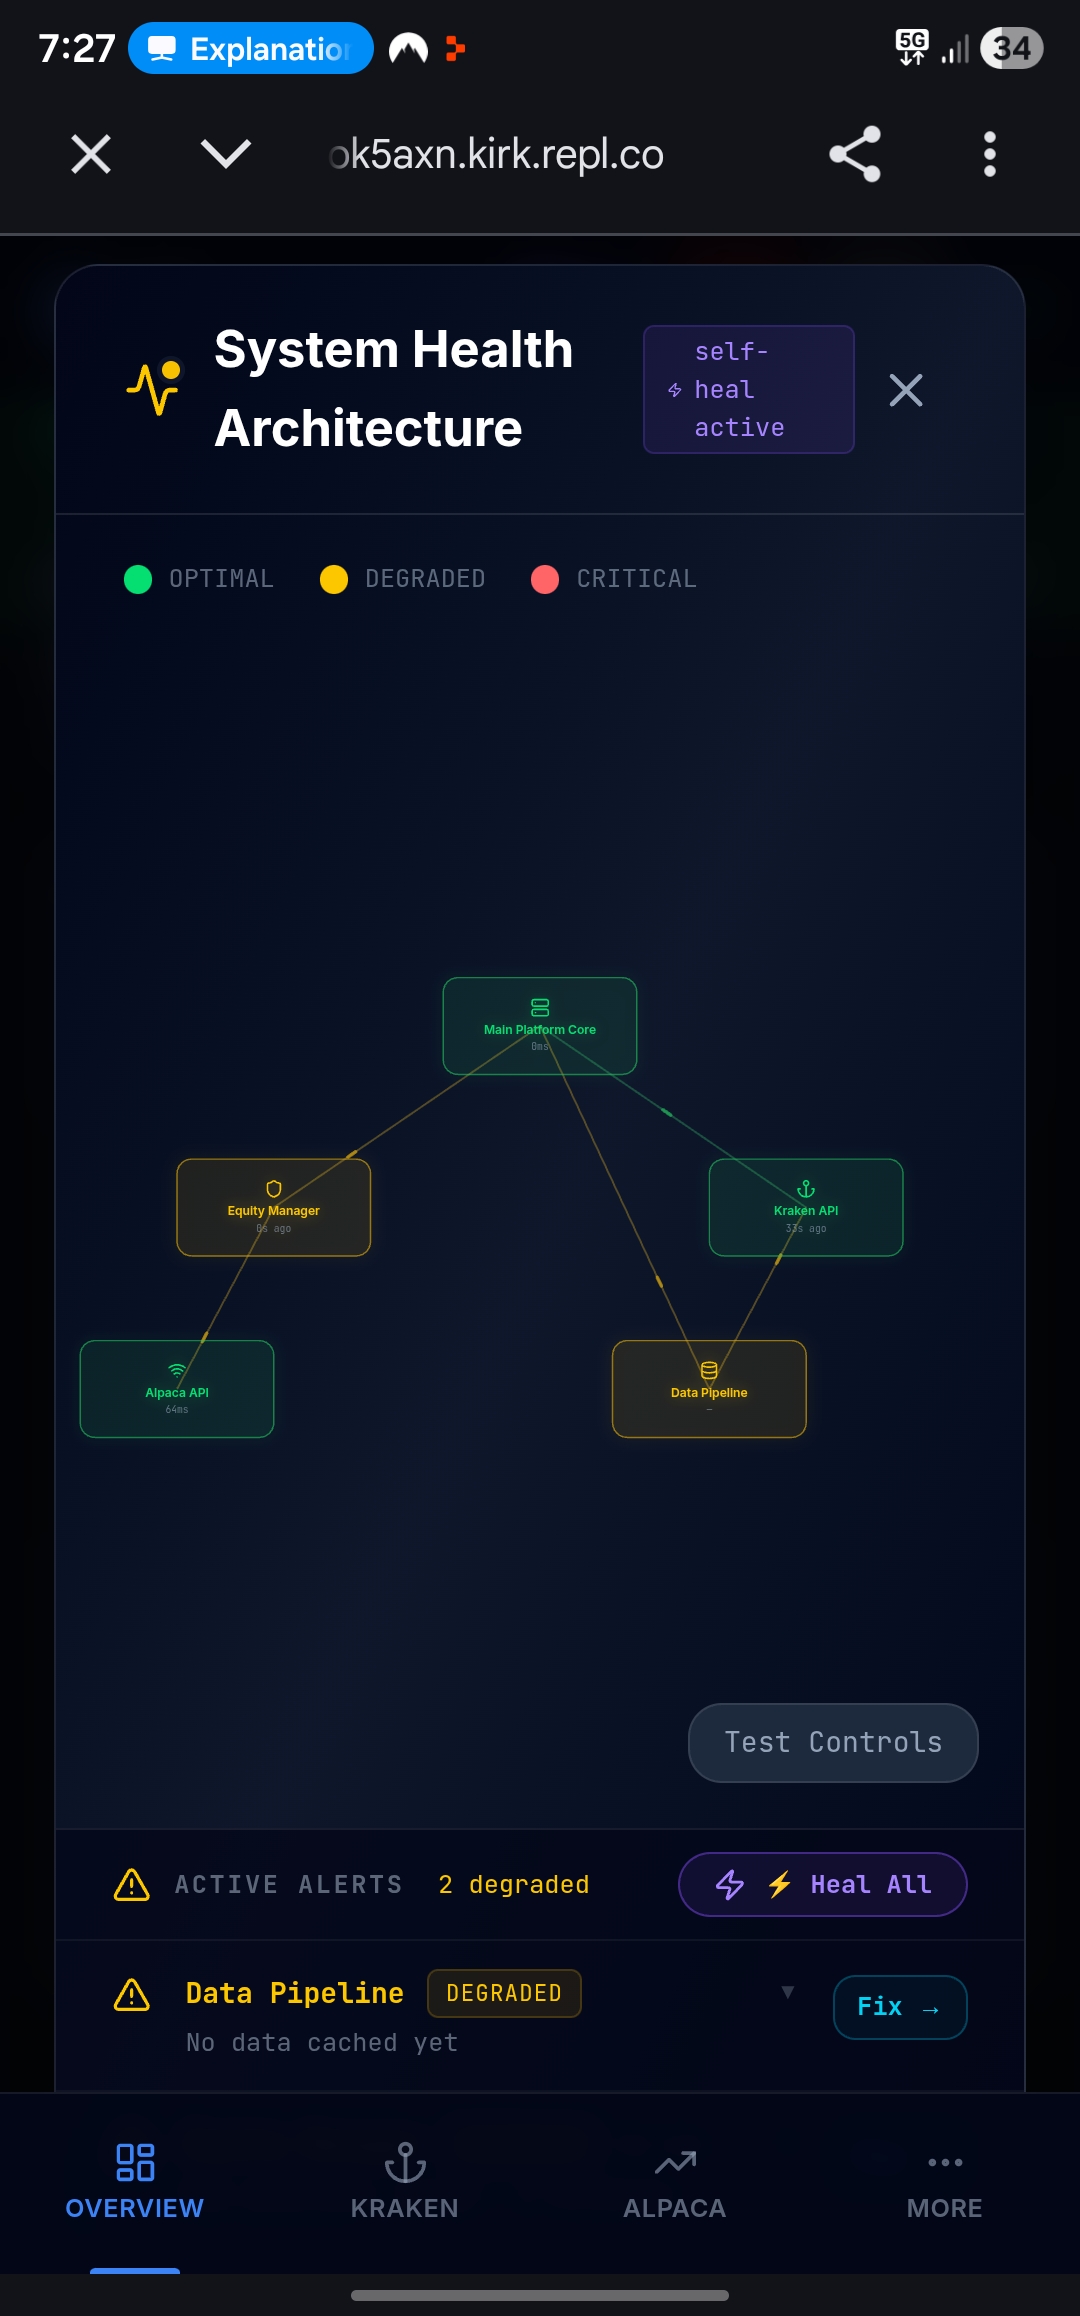 7:27
Explanatio
5G
34
ok5axn.kirk.repl.co
System Health
Architecture
self-
heal
active
OPTIMAL
DEGRADED
CRITICAL
Main Platform Core
0ms
Equity Manager
0s ago
Kraken API
33s ago
Alpaca API
64ms
Data Pipeline
—
Test Controls
ACTIVE ALERTS 2 degraded
⚡ Heal All
Data Pipeline DEGRADED
▼
Fix →
No data cached yet
OVERVIEW
KRAKEN
ALPACA
MORE